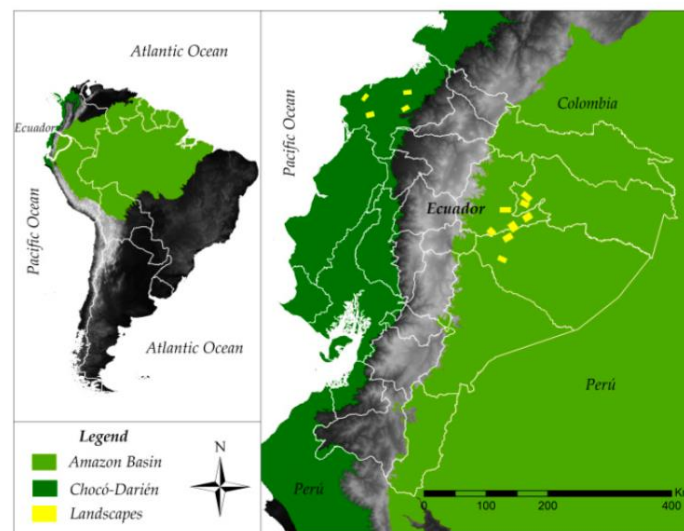 Atlantic Ocean
Ecuador
Pacific Ocean
Atlantic Ocean
Legend
Amazon Basin
Chocó-Darién
Landscapes
N
Pacific Ocean
Colombia
Ecuador
Perú
Perú
0 100 200 400